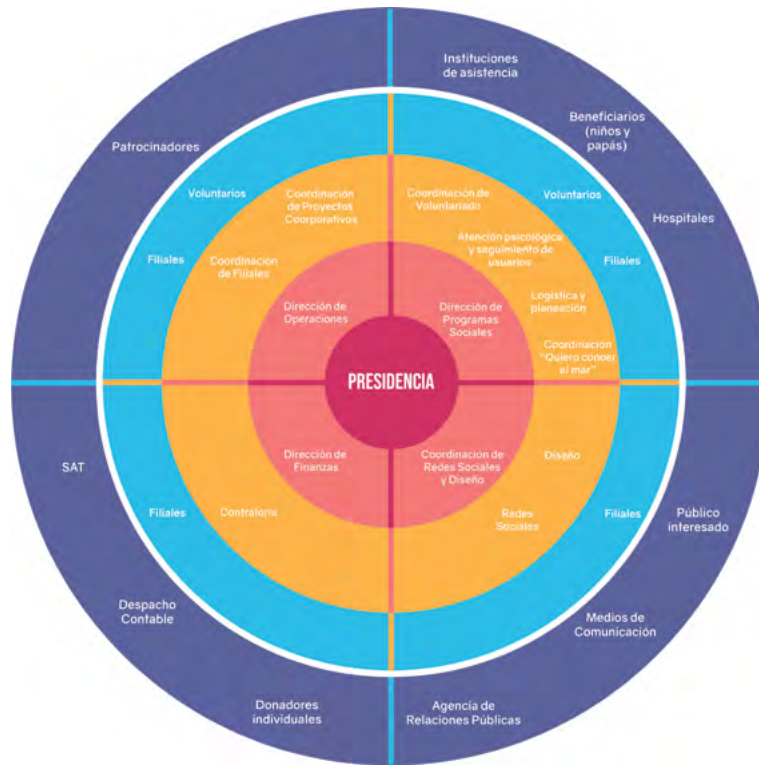 Instituciones
de asistencia
Beneficiarios
(niños y
papás)
Patrocinadores
Voluntarios
Coordinación
de Proyectos
Coorporativos
Coordinación de
Voluntariado
Voluntarios
Hospitales
Filiales
Coordinación
de Filiales
Atención psicológica
y seguimiento de
usuarios
Filiales
Dirección de
Operaciones
Dirección de
Programas
Sociales
Logística y
planeación
Coordinación
"Quiero conocer
el mar"
PRESIDENCIA
SAT
Dirección de
Finanzas
Coordinación de
Redes Sociales
y Diseño
Diseño
Filiales
Contraloría
Redes
Sociales
Filiales
Público
interesado
Despacho
Contable
Medios de
Comunicación
Donadores
individuales
Agencia de
Relaciones Públicas